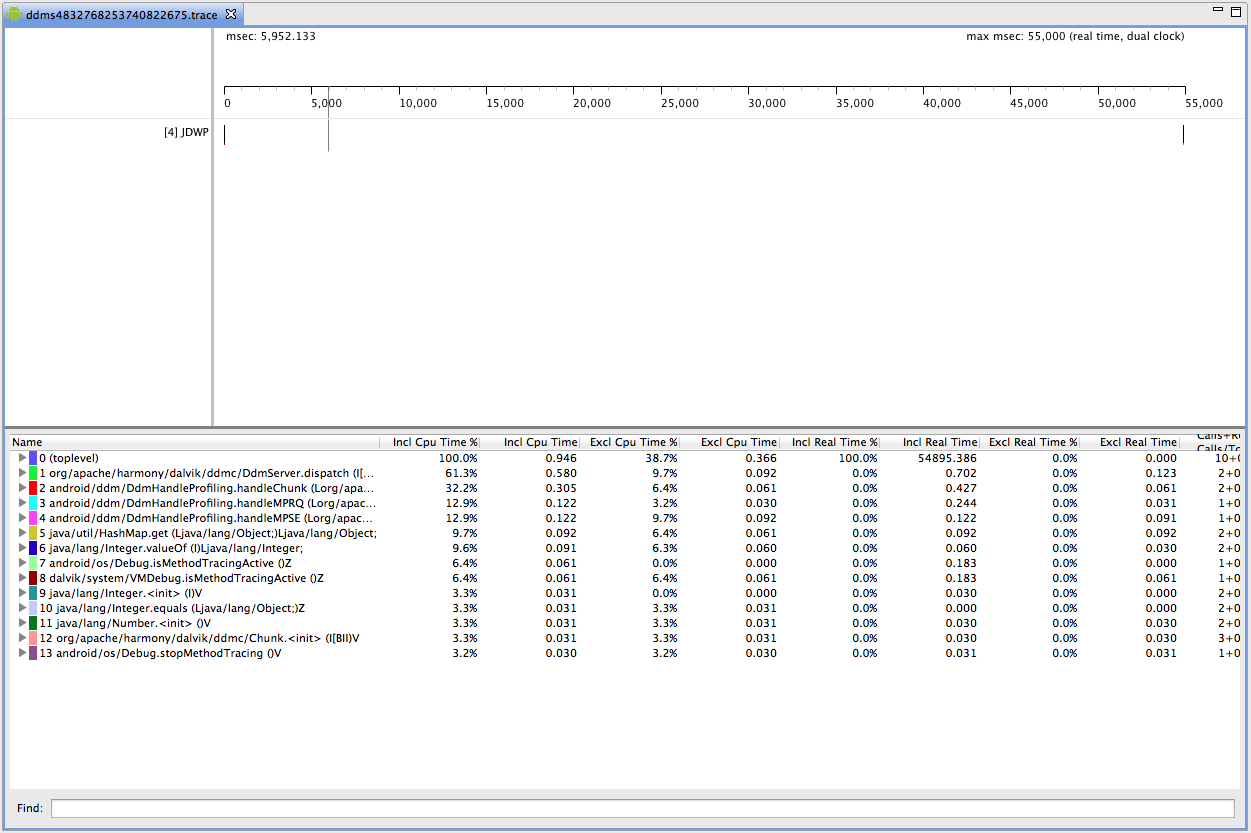 ddms4832768253740822675.trace
msec: 5,952.133 max msec: 55,000 (real time, dual clock)
0 5,000 10,000 15,000 20,000 25,000 30,000 35,000 40,000 45,000 50,000 55,000
[4] JDWP
Name Incl Cpu Time % Incl Cpu Time Excl Cpu Time % Excl Cpu Time Incl Real Time % Incl Real Time Excl Real Time % Excl Real Time
0 (toplevel) 100.0% 0.946 38.7% 0.366 100.0% 54895.386 0.0% 0.000 10+0
1 org/apache/harmony/dalvik/ddmc/DdmServer.dispatch (I[... 61.3% 0.580 9.7% 0.092 0.0% 0.702 0.0% 0.123 2+0
2 android/ddm/DdmHandleProfiling.handleChunk (Lorg/apa... 32.2% 0.305 6.4% 0.061 0.0% 0.427 0.0% 0.061 2+0
3 android/ddm/DdmHandleProfiling.handleMPRQ (Lorg/apac... 12.9% 0.122 3.2% 0.030 0.0% 0.244 0.0% 0.031 1+0
4 android/ddm/DdmHandleProfiling.handleMPSE (Lorg/apac... 12.9% 0.122 9.7% 0.092 0.0% 0.122 0.0% 0.091 1+0
5 java/util/HashMap.get (Ljava/lang/Object;)Ljava/lang/Object; 9.7% 0.092 6.4% 0.061 0.0% 0.092 0.0% 0.092 2+0
6 java/lang/Integer.valueOf (I)Ljava/lang/Integer; 9.6% 0.091 6.3% 0.060 0.0% 0.060 0.0% 0.030 2+0
7 android/os/Debug.isMethodTracingActive ()Z 6.4% 0.061 0.0% 0.000 0.0% 0.183 0.0% 0.000 1+0
8 dalvik/system/VMDebug.isMethodTracingActive ()Z 6.4% 0.061 6.4% 0.061 0.0% 0.183 0.0% 0.061 1+0
9 java/lang/Integer.<init> (I)V 3.3% 0.031 0.0% 0.000 0.0% 0.030 0.0% 0.000 2+0
10 java/lang/Integer.equals (Ljava/lang/Object;)Z 3.3% 0.031 3.3% 0.031 0.0% 0.000 0.0% 0.000 2+0
11 java/lang/Number.<init> ()V 3.3% 0.031 3.3% 0.031 0.0% 0.030 0.0% 0.030 2+0
12 org/apache/harmony/dalvik/ddmc/Chunk.<init> (I[BII)V 3.3% 0.031 3.3% 0.031 0.0% 0.030 0.0% 0.030 3+0
13 android/os/Debug.stopMethodTracing ()V 3.2% 0.030 3.2% 0.030 0.0% 0.031 0.0% 0.031 1+0
Find: